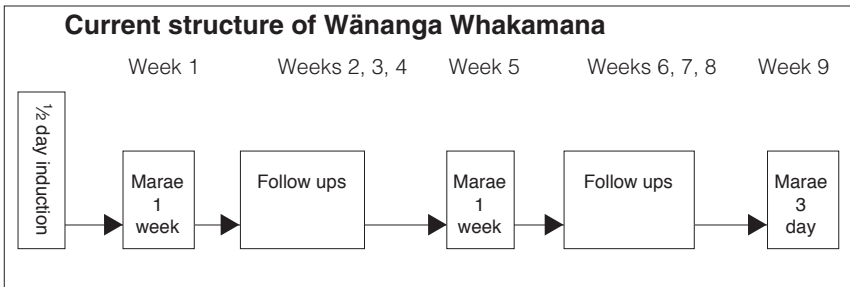 Current structure of Wänanga Whakamana
Week 1 Weeks 2, 3, 4 Week 5 Weeks 6, 7, 8 Week 9
½ day induction
Marae
1
week
Follow ups
Marae
1
week
Follow ups
Marae
3
day